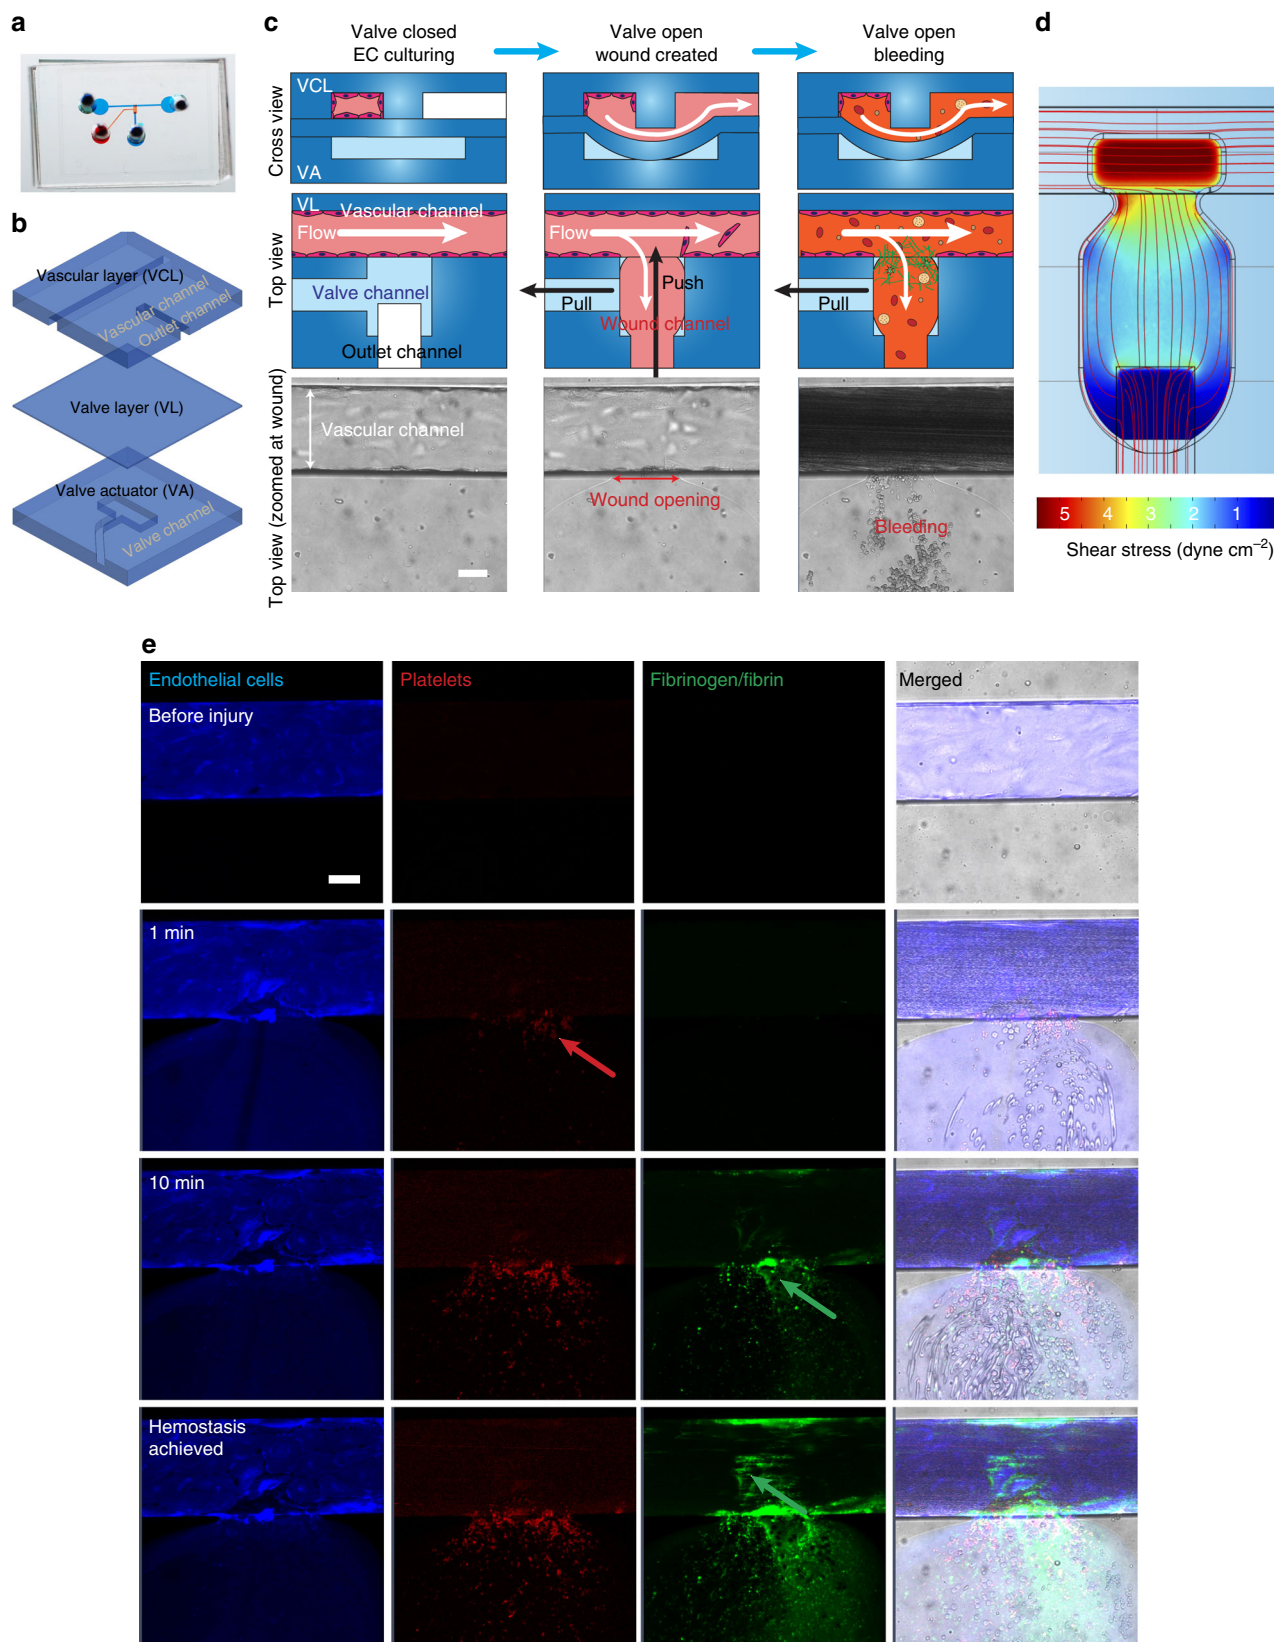 a
b
Vascular layer (VCL)
Vascular channel
Outlet channel
Valve layer (VL)
Valve actuator (VA)
Valve channel
c
Valve closed
EC culturing
Valve open
wound created
Valve open
bleeding
Cross view
VCL
VA
Top view
VL
Vascular channel
Flow
Valve channel
Outlet channel
Flow
Push
Pull
Wound channel
Pull
Top view (zoomed at wound)
Vascular channel
Wound opening
Bleeding
d
5 4 3 2 1
Shear stress (dyne cm⁻²)
e
Endothelial cells
Platelets
Fibrinogen/fibrin
Merged
Before injury
1 min
10 min
Hemostasis
achieved